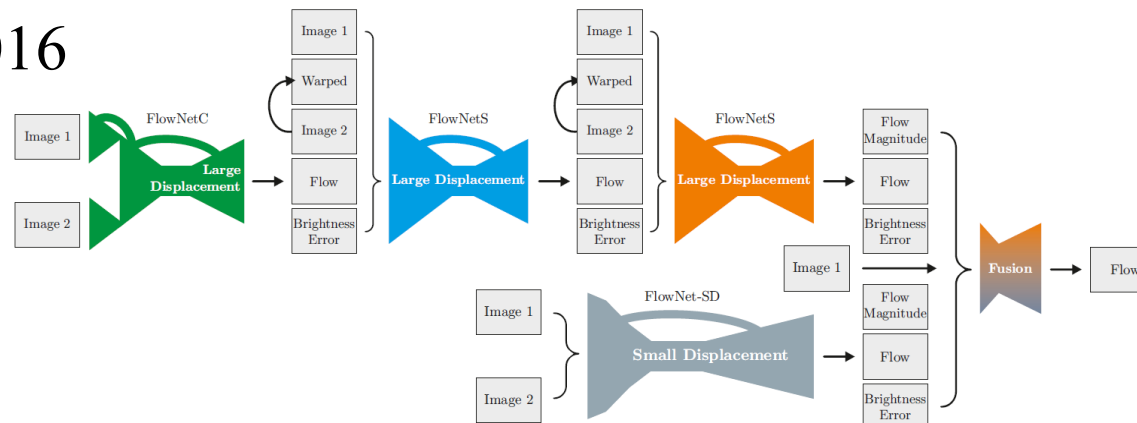 016
Image 1
Image 2
FlowNetC
Large
Displacement
Image 1
Warped
Image 2
Flow
Brightness
Error
FlowNetS
Large Displacement
Image 1
Warped
Image 2
Flow
Brightness
Error
FlowNetS
Large Displacement
Flow
Magnitude
Flow
Brightness
Error
Image 1
Image 1
Image 2
FlowNet-SD
Small Displacement
Flow
Magnitude
Flow
Brightness
Error
Fusion
Flow